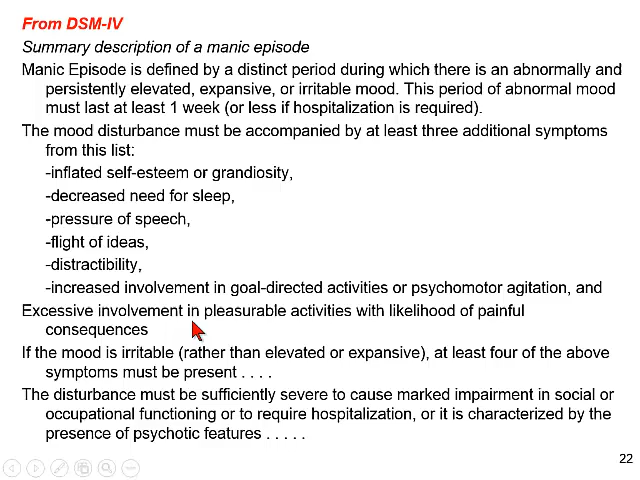 From DSM-IV
Summary description of a manic episode
Manic Episode is defined by a distinct period during which there is an abnormally and
persistently elevated, expansive, or irritable mood. This period of abnormal mood
must last at least 1 week (or less if hospitalization is required).
The mood disturbance must be accompanied by at least three additional symptoms
from this list:
-inflated self-esteem or grandiosity,
-decreased need for sleep,
-pressure of speech,
-flight of ideas,
-distractibility,
-increased involvement in goal-directed activities or psychomotor agitation, and
Excessive involvement in pleasurable activities with likelihood of painful
consequences
If the mood is irritable (rather than elevated or expansive), at least four of the above
symptoms must be present . . . .
The disturbance must be sufficiently severe to cause marked impairment in social or
occupational functioning or to require hospitalization, or it is characterized by the
presence of psychotic features . . . . .
22